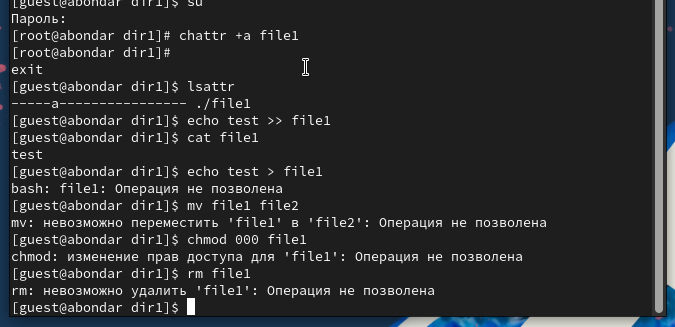 [guest@abondar dir1]$ su
Пароль:
[root@abondar dir1]# chattr +a file1
[root@abondar dir1]#
exit
[guest@abondar dir1]$ lsattr
-----a---------------- ./file1
[guest@abondar dir1]$ echo test >> file1
[guest@abondar dir1]$ cat file1
test
[guest@abondar dir1]$ echo test > file1
bash: file1: Операция не позволена
[guest@abondar dir1]$ mv file1 file2
mv: невозможно переместить 'file1' в 'file2': Операция не позволена
[guest@abondar dir1]$ chmod 000 file1
chmod: изменение прав доступа для 'file1': Операция не позволена
[guest@abondar dir1]$ rm file1
rm: невозможно удалить 'file1': Операция не позволена
[guest@abondar dir1]$